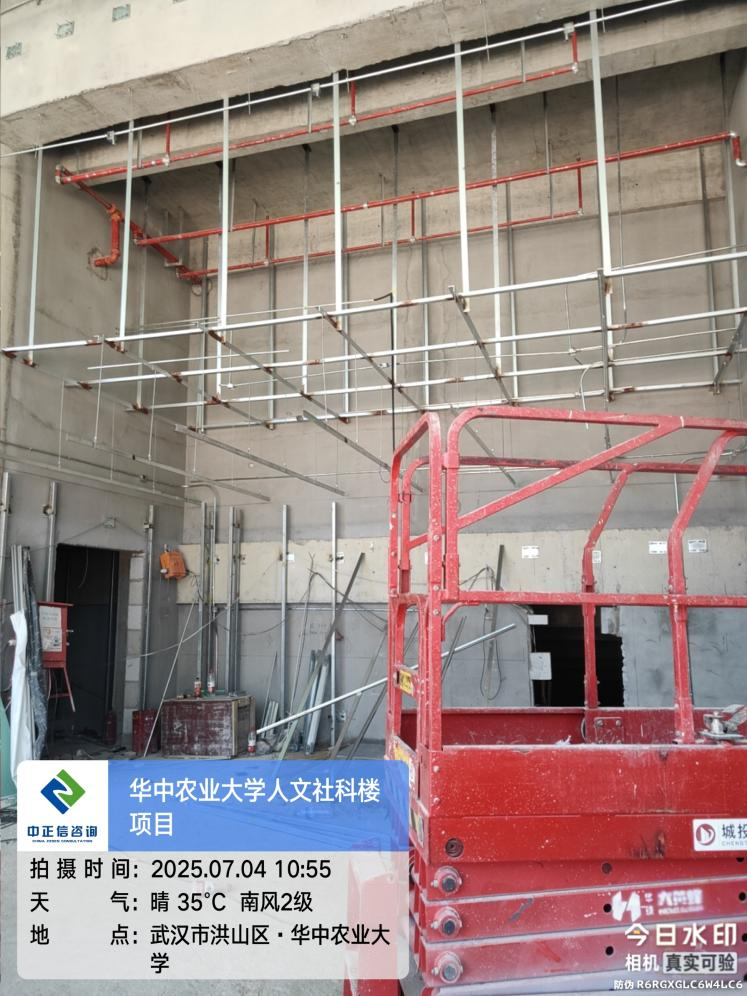 华中农业大学人文社科楼
项目
中正信咨询
拍摄时间：2025.07.04 10:55
天 气：晴 35℃ 南风2级
地 点：武汉市洪山区·华中农业大
学
城投
今日水印
相机 真实可验
防伪 R6RGXGLC6W4LC6